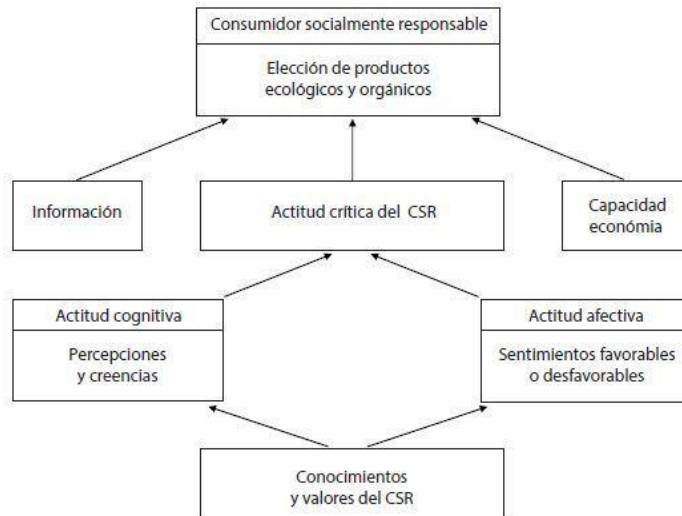 Consumidor socialmente responsable
Elección de productos
ecológicos y orgánicos
Información
Actitud crítica del CSR
Capacidad
económia
Actitud cognitiva
Percepciones
y creencias
Actitud afectiva
Sentimientos favorables
o desfavorables
Conocimientos
y valores del CSR